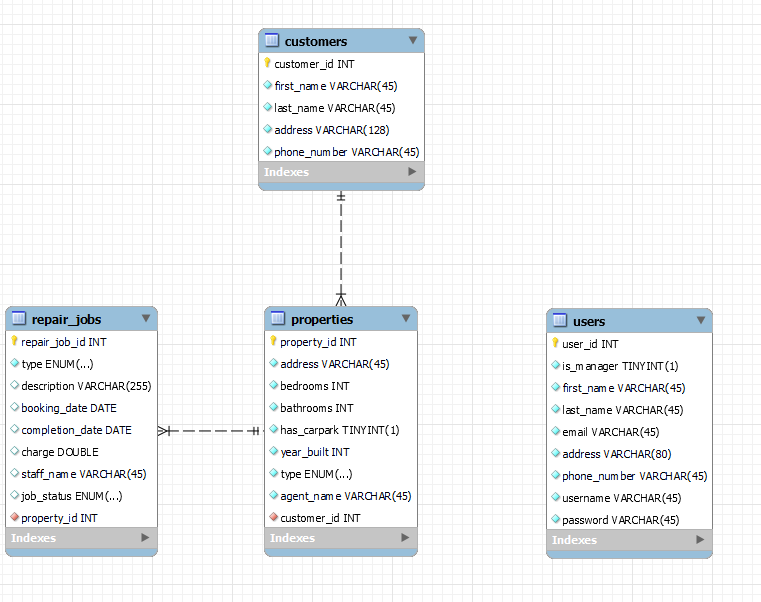 customers
customer_id INT
first_name VARCHAR(45)
last_name VARCHAR(45)
address VARCHAR(128)
phone_number VARCHAR(45)
Indexes
repair_jobs
repair_job_id INT
type ENUM(...)
description VARCHAR(255)
booking_date DATE
completion_date DATE
charge DOUBLE
staff_name VARCHAR(45)
job_status ENUM(...)
property_id INT
Indexes
properties
property_id INT
address VARCHAR(45)
bedrooms INT
bathrooms INT
has_carpark TINYINT(1)
year_built INT
type ENUM(...)
agent_name VARCHAR(45)
customer_id INT
Indexes
users
user_id INT
is_manager TINYINT(1)
first_name VARCHAR(45)
last_name VARCHAR(45)
email VARCHAR(45)
address VARCHAR(80)
phone_number VARCHAR(45)
username VARCHAR(45)
password VARCHAR(45)
Indexes